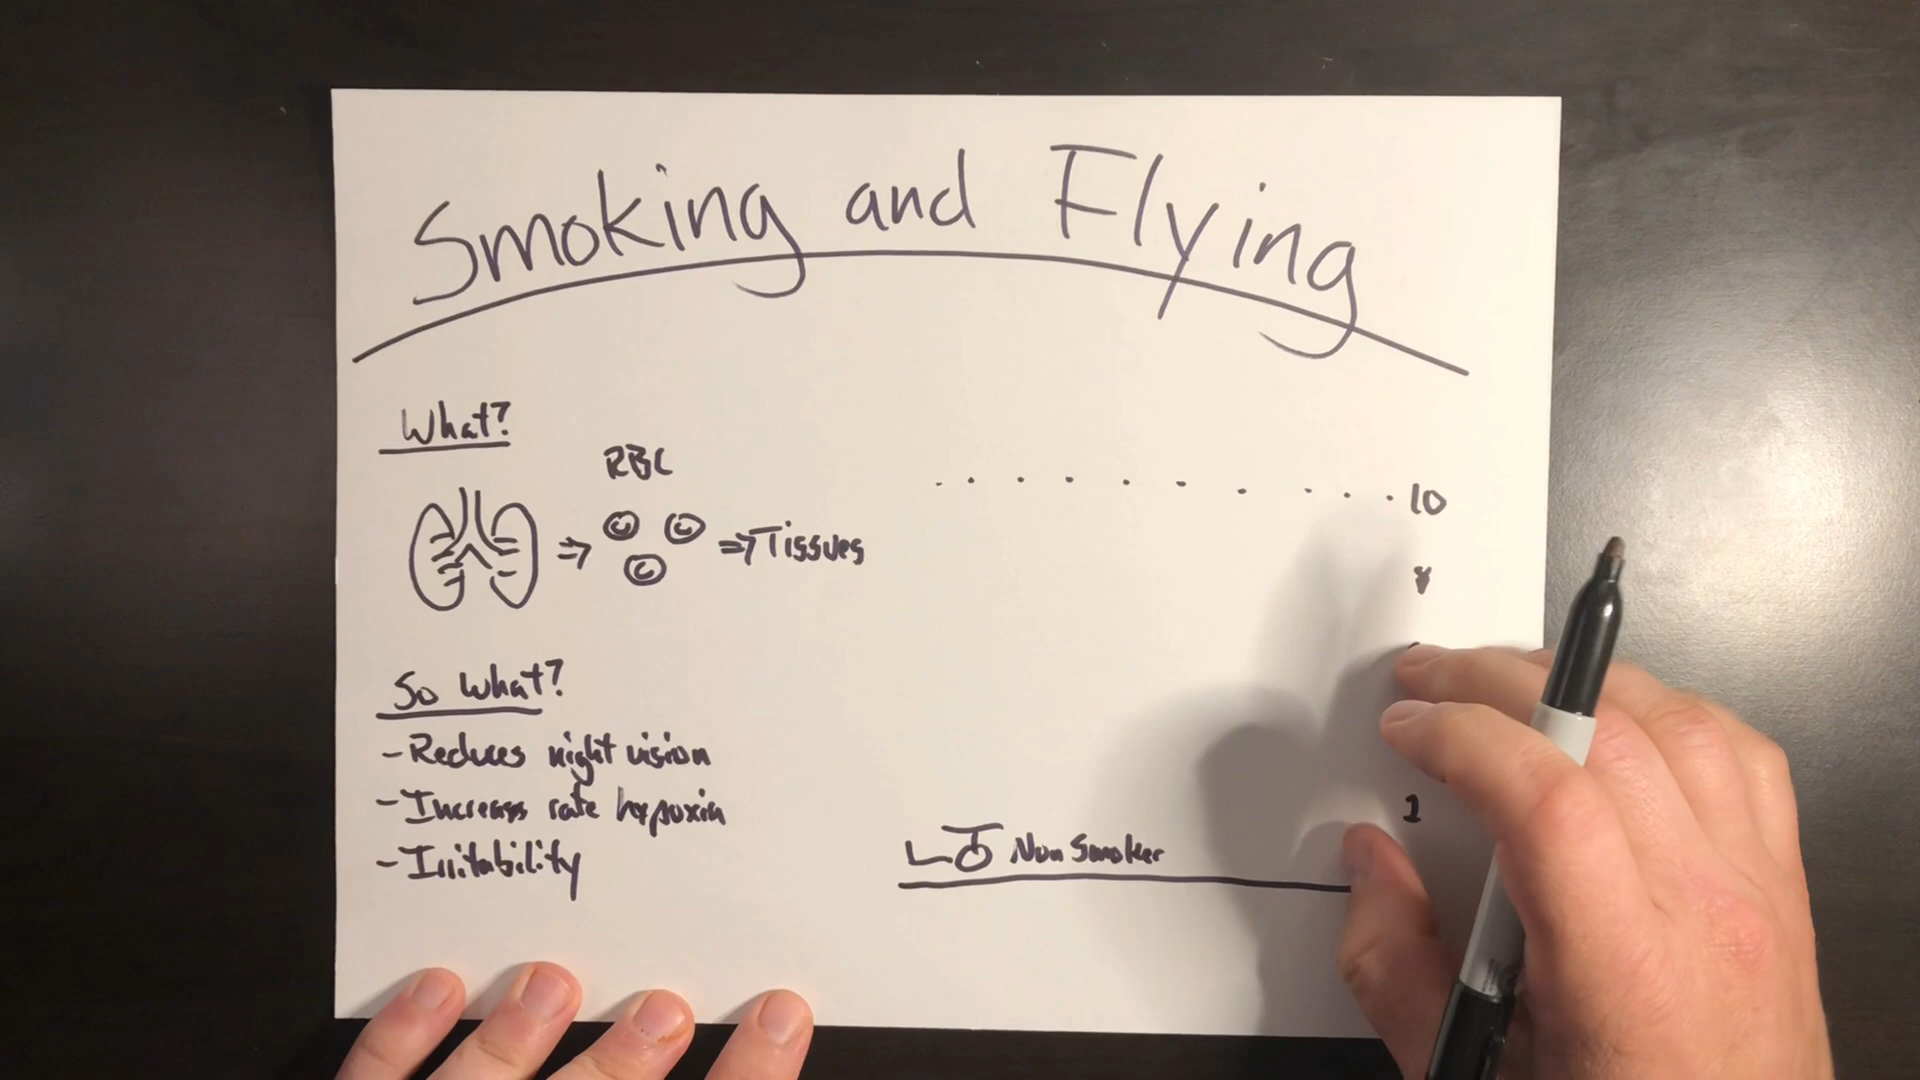 Smoking and Flying
What?
RBC
C C C
⇒ ⇒ Tissues
So What?
- Reduces night vision
- Increases rate hypoxia
- Irritability
10
2
Non Smoker